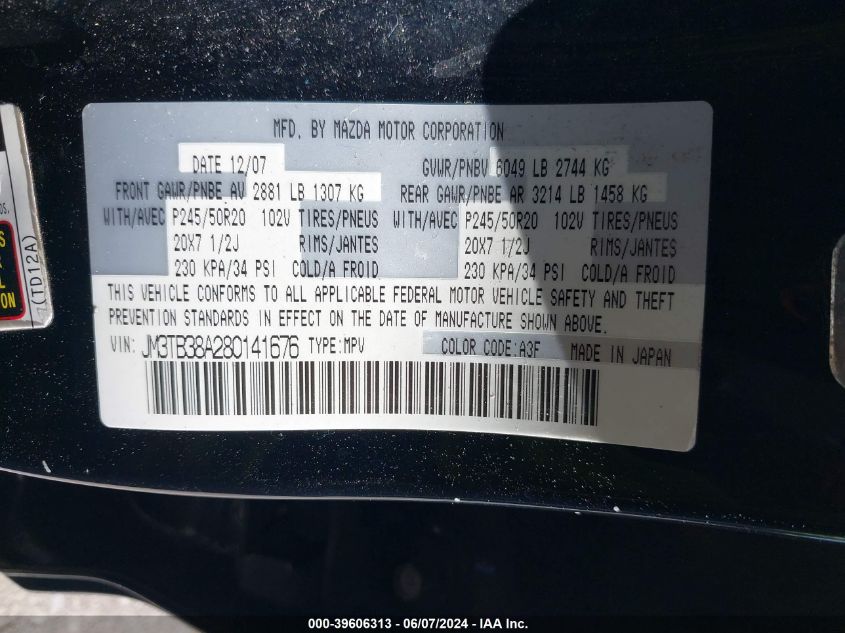 MFD. BY MAZDA MOTOR CORPORATION
DATE 12/07 GVWR/PNBV 6049 LB 2744 KG
FRONT GAWR/PNBE AV 2881 LB 1307 KG REAR GAWR/PNBE AR 3214 LB 1458 KG
WITH/AVEC P245/50R20 102V TIRES/PNEUS WITH/AVEC P245/50R20 102V TIRES/PNEUS
20X7 1/2J RIMS/JANTES 20X7 1/2J RIMS/JANTES
230 KPA/34 PSI COLD/A FROID 230 KPA/34 PSI COLD/A FROID
THIS VEHICLE CONFORMS TO ALL APPLICABLE FEDERAL MOTOR VEHICLE SAFETY AND THEFT
PREVENTION STANDARDS IN EFFECT ON THE DATE OF MANUFACTURE SHOWN ABOVE.
VIN: JM3TB38A280141676 TYPE:MPV COLOR CODE:A3F MADE IN JAPAN
(TD12A)
000-39606313 - 06/07/2024 - IAA Inc.